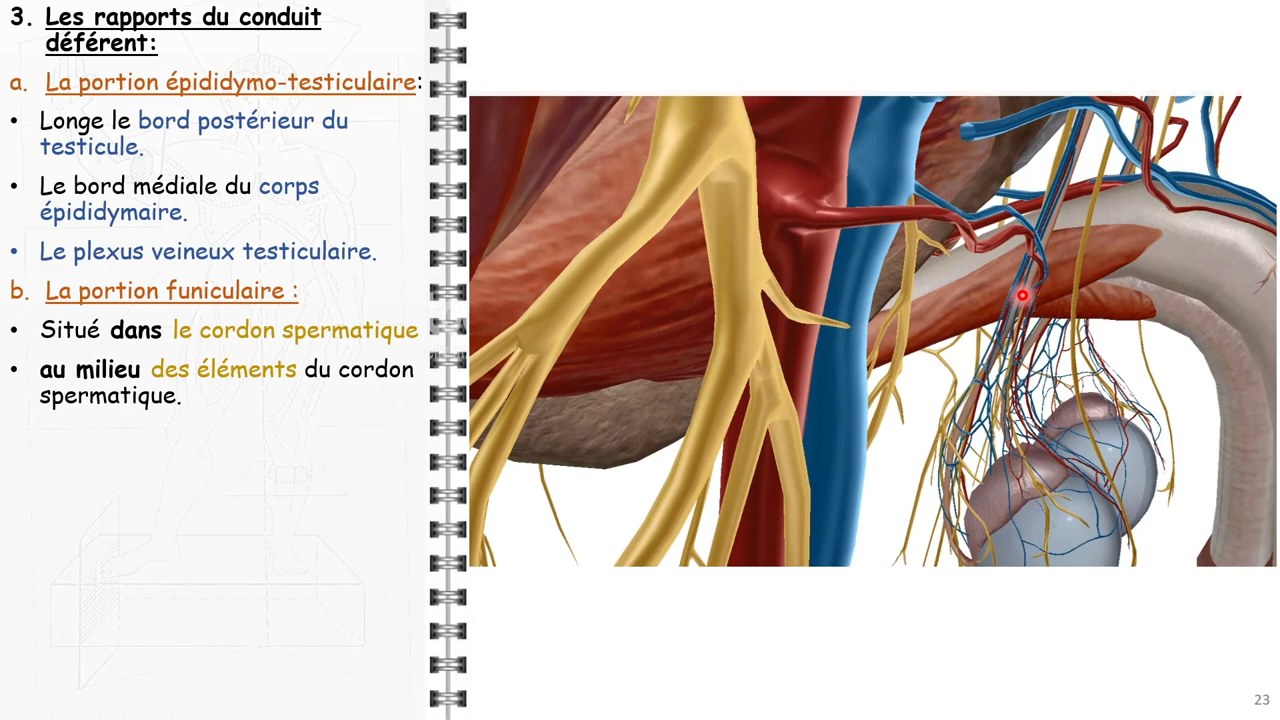 3. Les rapports du conduit
déférent:
a. La portion épididymo-testiculaire:
• Longe le bord postérieur du
testicule.
• Le bord médiale du corps
épididymaire.
• Le plexus veineux testiculaire.
b. La portion funiculaire :
• Situé dans le cordon spermatique
• au milieu des éléments du cordon
spermatique.
23